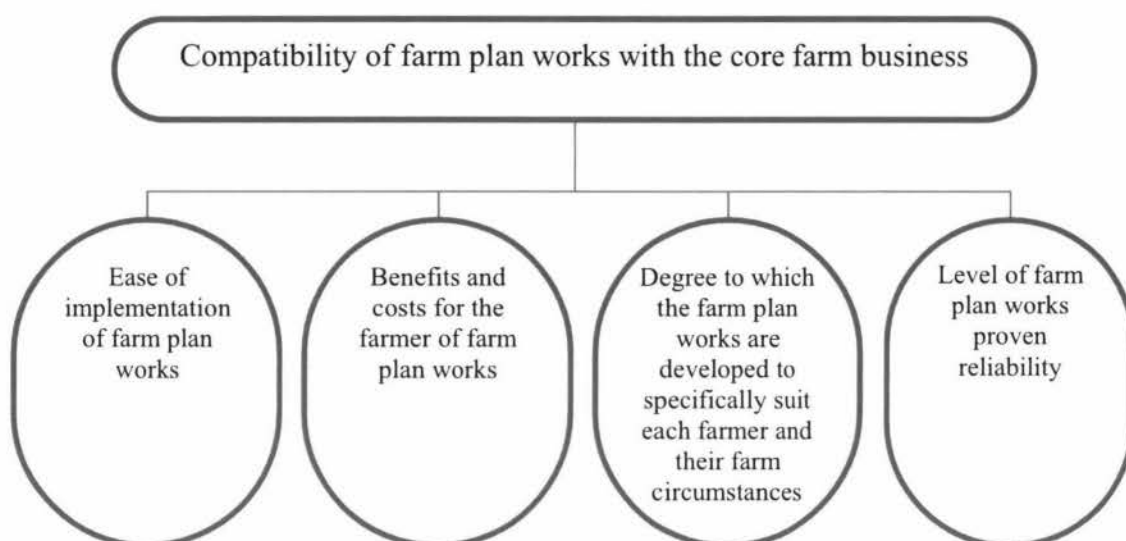 Compatibility of farm plan works with the core farm business
Ease of
implementation
of farm plan
works
Benefits and
costs for the
farmer of farm
plan works
Degree to which
the farm plan
works are
developed to
specifically suit
each farmer and
their farm
circumstances
Level of farm
plan works
proven
reliability